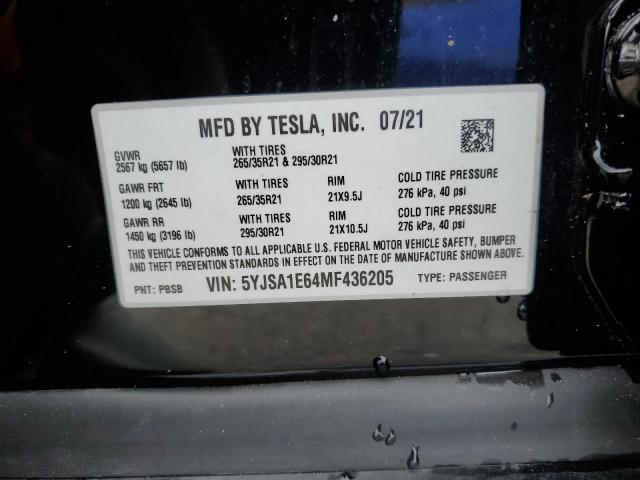 MFD BY TESLA, INC. 07/21
GVWR
2567 kg (5657 lb)
WITH TIRES
265/35R21 & 295/30R21
GAWR FRT
1200 kg (2645 lb)
WITH TIRES
265/35R21
RIM
21X9.5J
COLD TIRE PRESSURE
276 kPa, 40 psi
GAWR RR
1450 kg (3196 lb)
WITH TIRES
295/30R21
RIM
21X10.5J
COLD TIRE PRESSURE
276 kPa, 40 psi
THIS VEHICLE CONFORMS TO ALL APPLICABLE U.S. FEDERAL MOTOR VEHICLE SAFETY, BUMPER
AND THEFT PREVENTION STANDARDS IN EFFECT ON THE DATE OF MANUFACTURE SHOWN ABOVE.
PNT: PBSB VIN: 5YJSA1E64MF436205 TYPE: PASSENGER